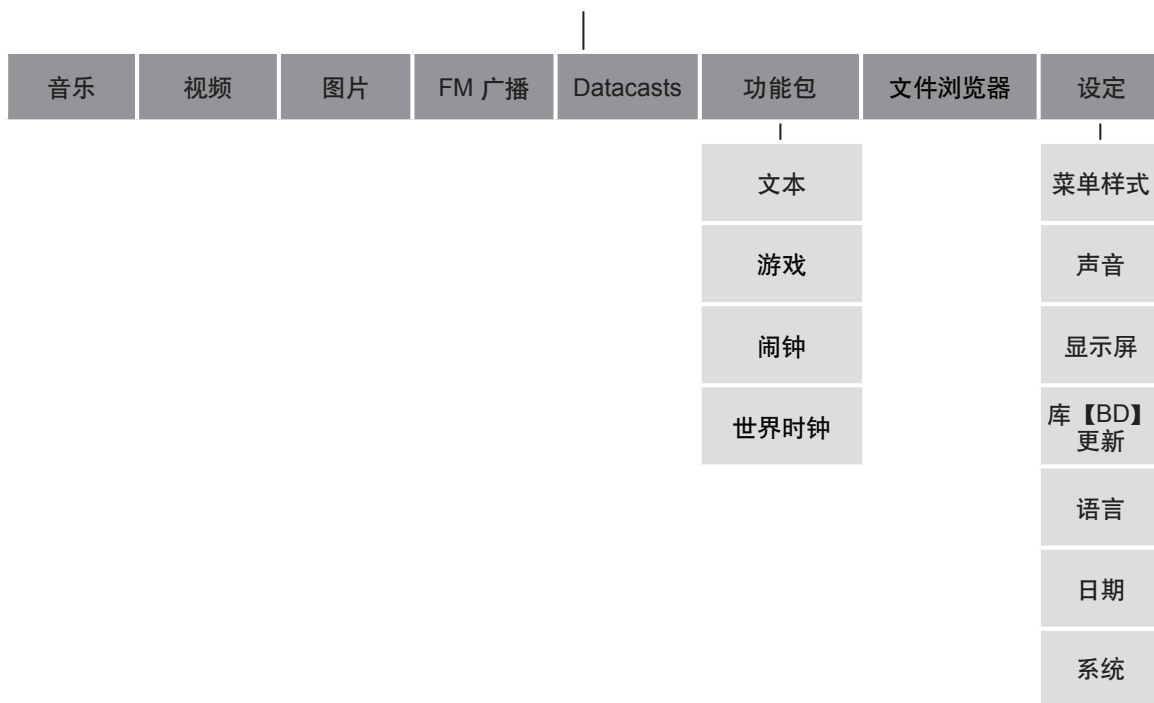 音乐
视频
图片
FM 广播
Datacasts
功能包
文件浏览器
设定
文本
游戏
闹钟
世界时钟
菜单样式
声音
显示屏
库【BD】
更新
语言
日期
系统